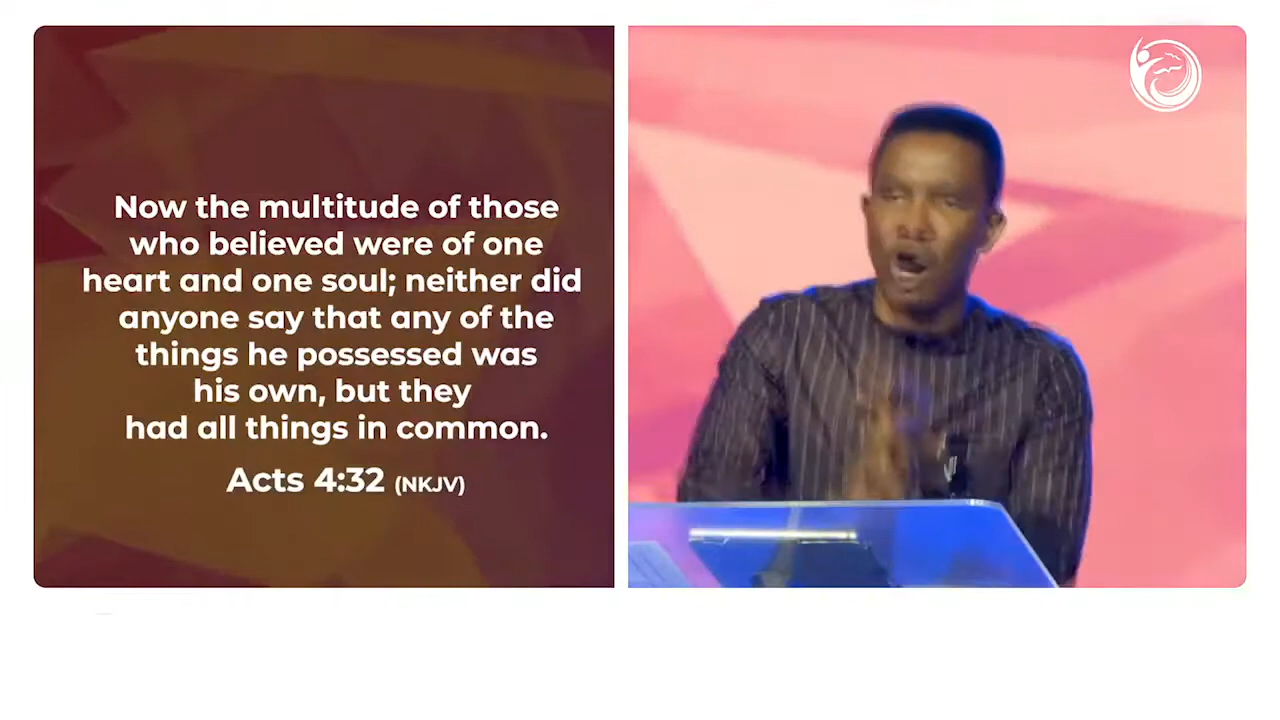 Now the multitude of those
who believed were of one
heart and one soul; neither did
anyone say that any of the
things he possessed was
his own, but they
had all things in common.
Acts 4:32 (NKJV)